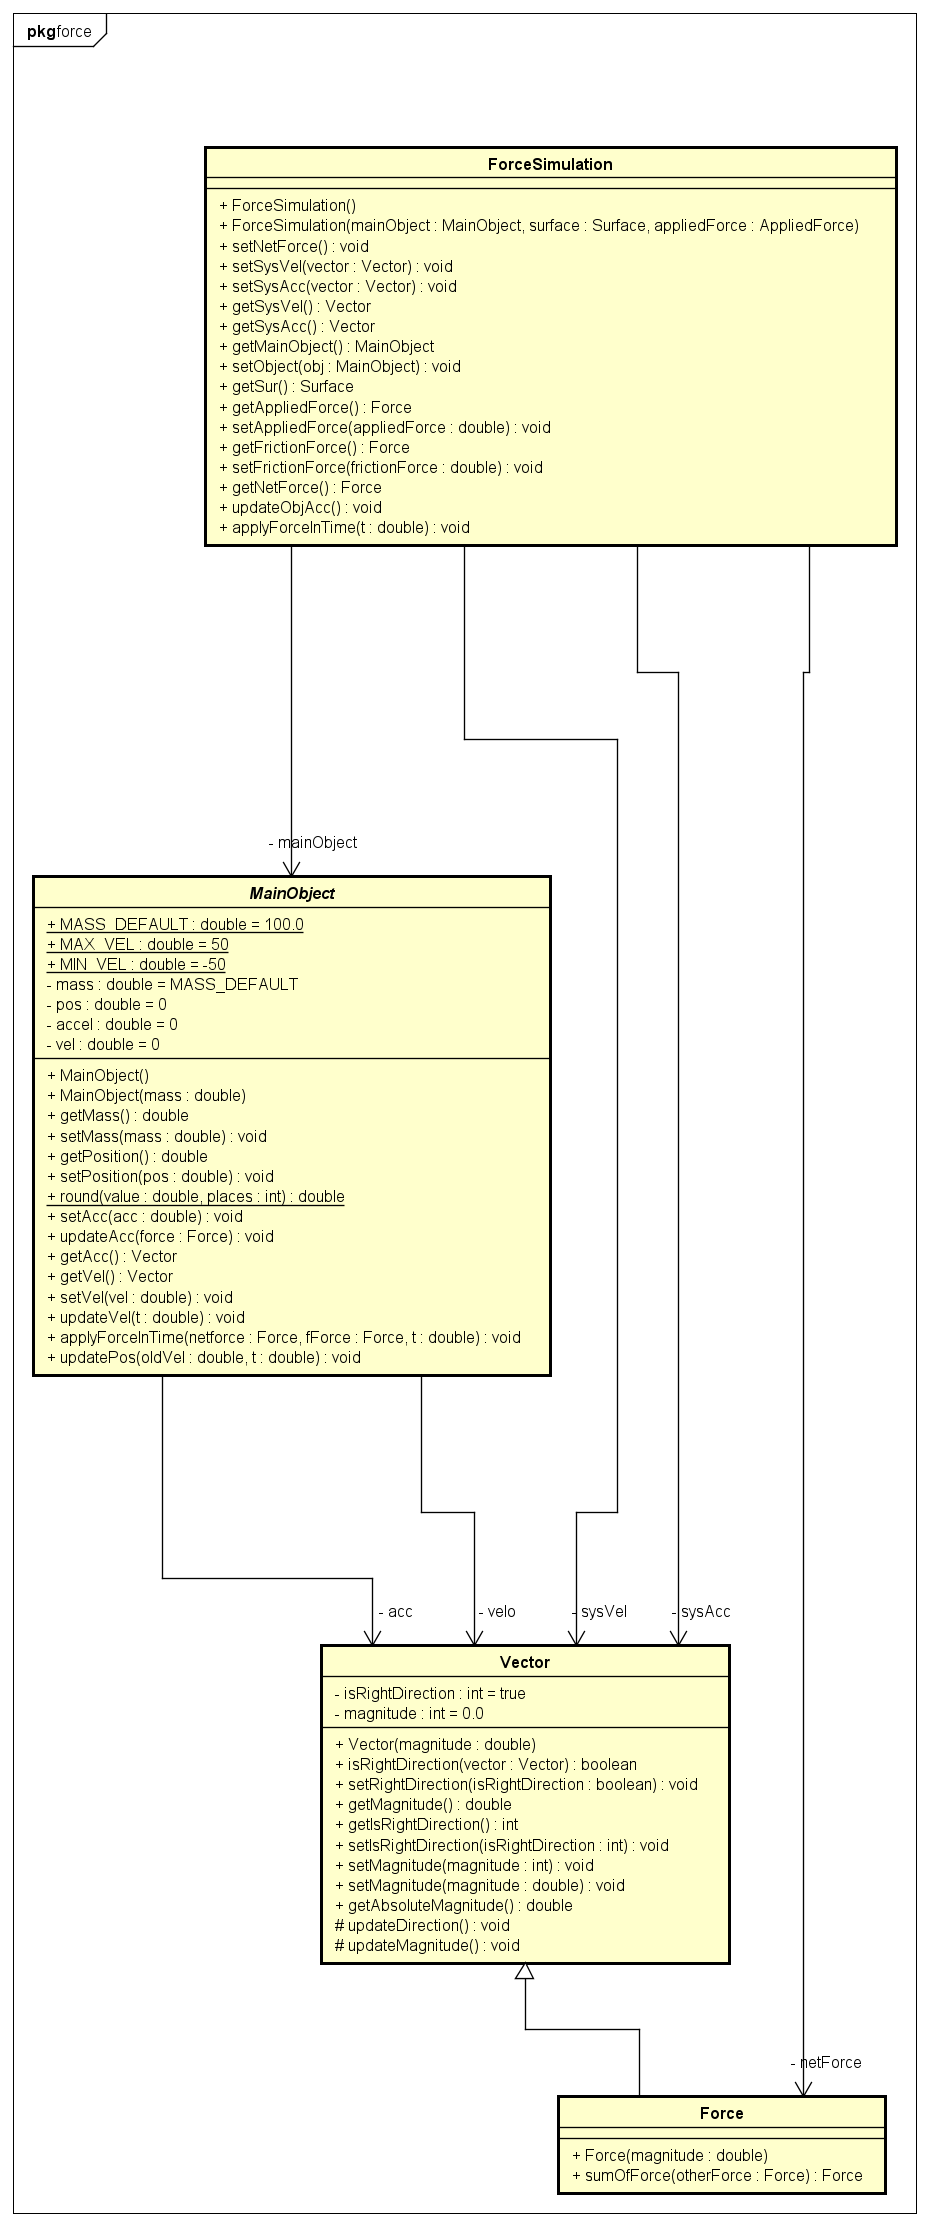 pkg force
ForceSimulation
+ ForceSimulation()
+ ForceSimulation(mainObject : MainObject, surface : Surface, appliedForce : AppliedForce)
+ setNetForce() : void
+ setSysVel(vector : Vector) : void
+ setSysAcc(vector : Vector) : void
+ getSysVel() : Vector
+ getSysAcc() : Vector
+ getMainObject() : MainObject
+ setObject(obj : MainObject) : void
+ getSur() : Surface
+ getAppliedForce() : Force
+ setAppliedForce(appliedForce : double) : void
+ getFrictionForce() : Force
+ setFrictionForce(frictionForce : double) : void
+ getNetForce() : Force
+ updateObjAcc() : void
+ applyForceInTime(t : double) : void
- mainObject
MainObject
+ MASS_DEFAULT : double = 100.0
+ MAX_VEL : double = 50
+ MIN_VEL : double = -50
- mass : double = MASS_DEFAULT
- pos : double = 0
- accel : double = 0
- vel : double = 0
+ MainObject()
+ MainObject(mass : double)
+ getMass() : double
+ setMass(mass : double) : void
+ getPosition() : double
+ setPosition(pos : double) : void
+ round(value : double, places : int) : double
+ setAcc(acc : double) : void
+ updateAcc(force : Force) : void
+ getAcc() : Vector
+ getVel() : Vector
+ setVel(vel : double) : void
+ updateVel(t : double) : void
+ applyForceInTime(netforce : Force, fForce : Force, t : double) : void
+ updatePos(oldVel : double, t : double) : void
- acc - velo - sysVel - sysAcc
Vector
- isRightDirection : int = true
- magnitude : int = 0.0
+ Vector(magnitude : double)
+ isRightDirection(vector : Vector) : boolean
+ setRightDirection(isRightDirection : boolean) : void
+ getMagnitude() : double
+ getIsRightDirection() : int
+ setIsRightDirection(isRightDirection : int) : void
+ setMagnitude(magnitude : int) : void
+ setMagnitude(magnitude : double) : void
+ getAbsoluteMagnitude() : double
# updateDirection() : void
# updateMagnitude() : void
- netForce
Force
+ Force(magnitude : double)
+ sumOfForce(otherForce : Force) : Force